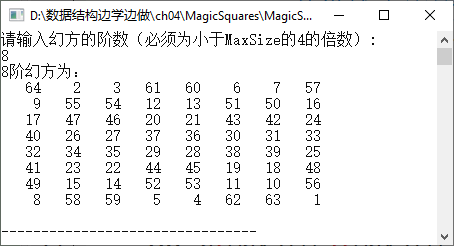 D:\数据结构边学边做\ch04\MagicSquares\MagicS...
请输入幻方的阶数（必须为小于MaxSize的4的倍数）：
8
8阶幻方为：
64 2 3 61 60 6 7 57
9 55 54 12 13 51 50 16
17 47 46 20 21 43 42 24
40 26 27 37 36 30 31 33
32 34 35 29 28 38 39 25
41 23 22 44 45 19 18 48
49 15 14 52 53 11 10 56
8 58 59 5 4 62 63 1
--------------------------------